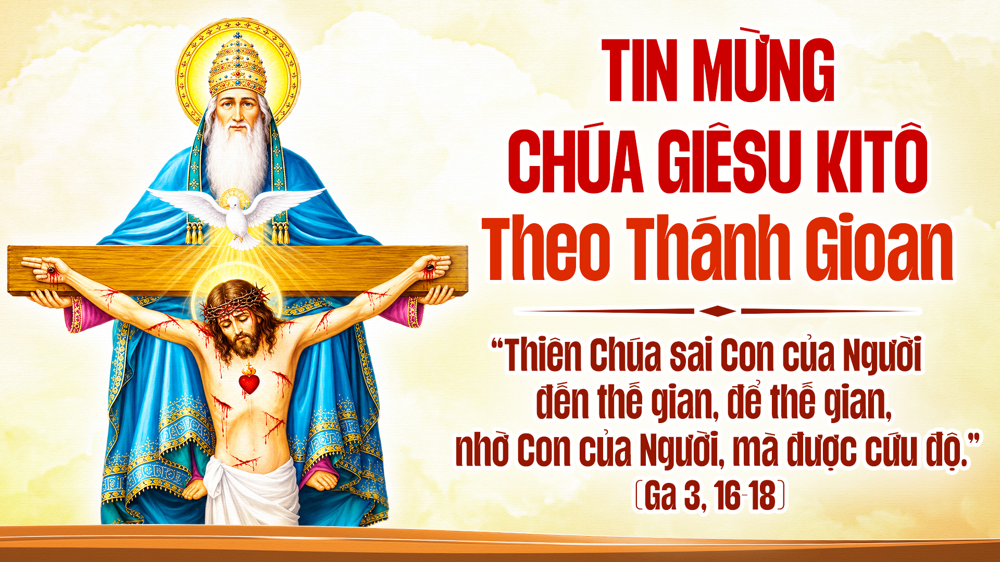 TIN MỪNG
CHÚA GIÊSU KITÔ
Theo Thánh Gioan
“Thiên Chúa sai Con của Người
đến thế gian, để thế gian,
nhờ Con của Người, mà được cứu độ.”
(Ga 3, 16-18)